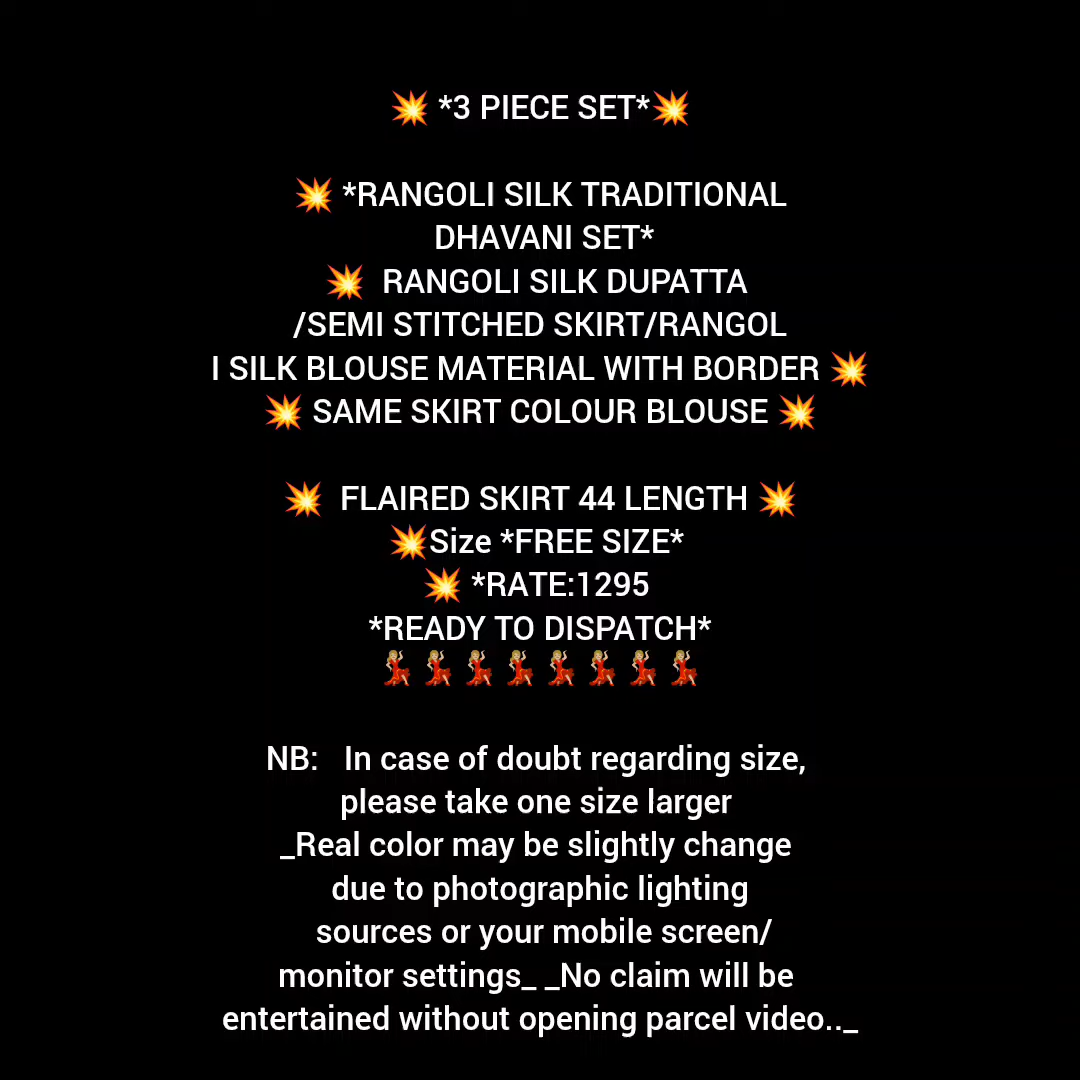 💥 *3 PIECE SET*💥
💥 *RANGOLI SILK TRADITIONAL
DHAVANI SET*
💥 RANGOLI SILK DUPATTA
/SEMI STITCHED SKIRT/RANGOL
I SILK BLOUSE MATERIAL WITH BORDER 💥
💥 SAME SKIRT COLOUR BLOUSE 💥
💥 FLAIRED SKIRT 44 LENGTH 💥
💥Size *FREE SIZE*
💥 *RATE:1295
*READY TO DISPATCH*
💃🏼💃🏼💃🏼💃🏼💃🏼💃🏼💃🏼💃🏼
NB: In case of doubt regarding size,
please take one size larger
_Real color may be slightly change
due to photographic lighting
sources or your mobile screen/
monitor settings_ _No claim will be
entertained without opening parcel video.._